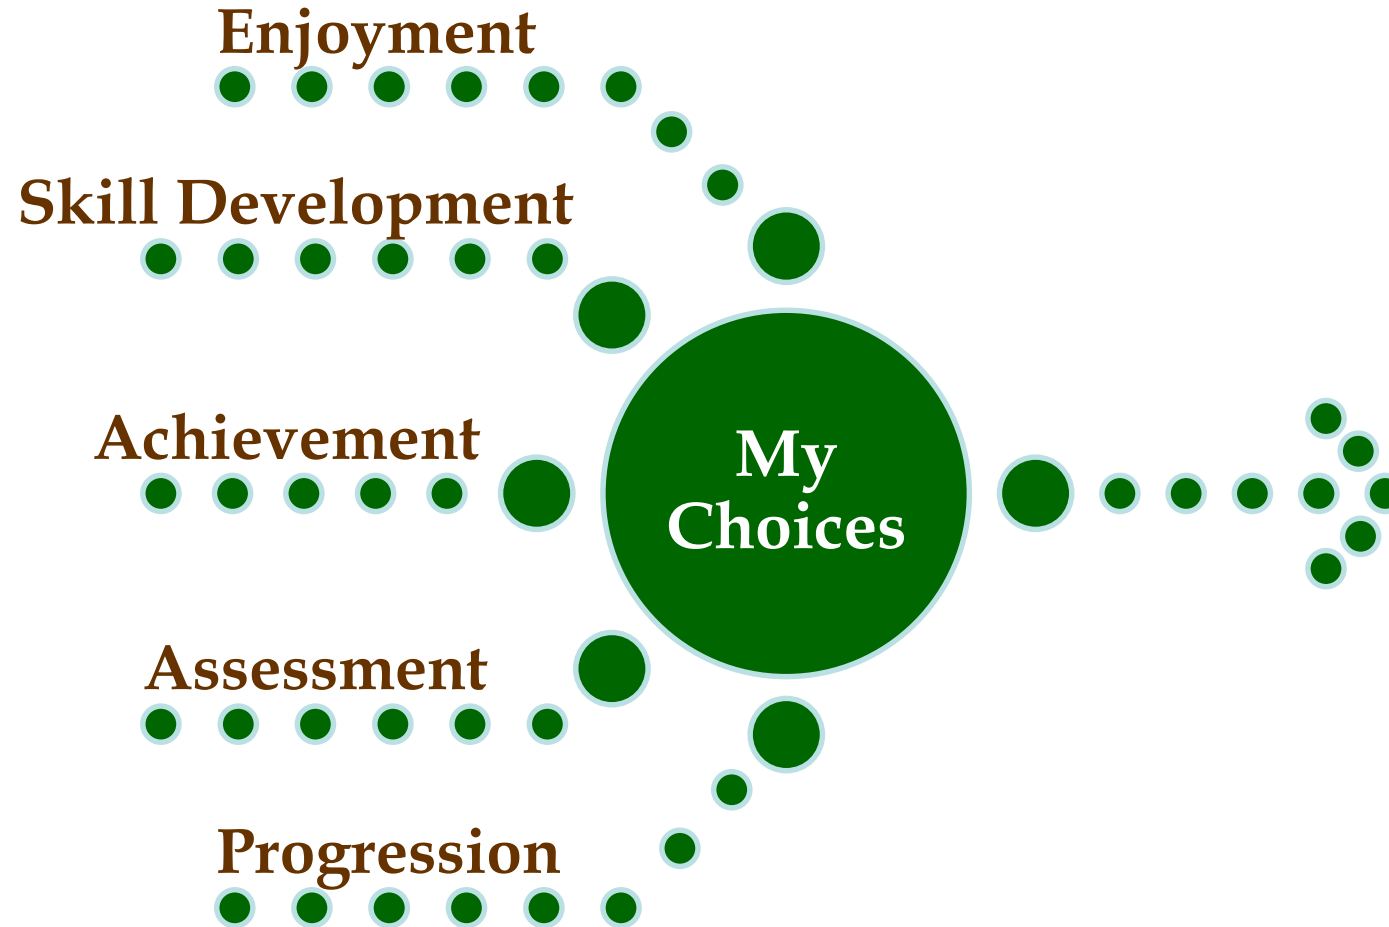 Enjoyment
Skill Development
Achievement
My
Choices
Assessment
Progression